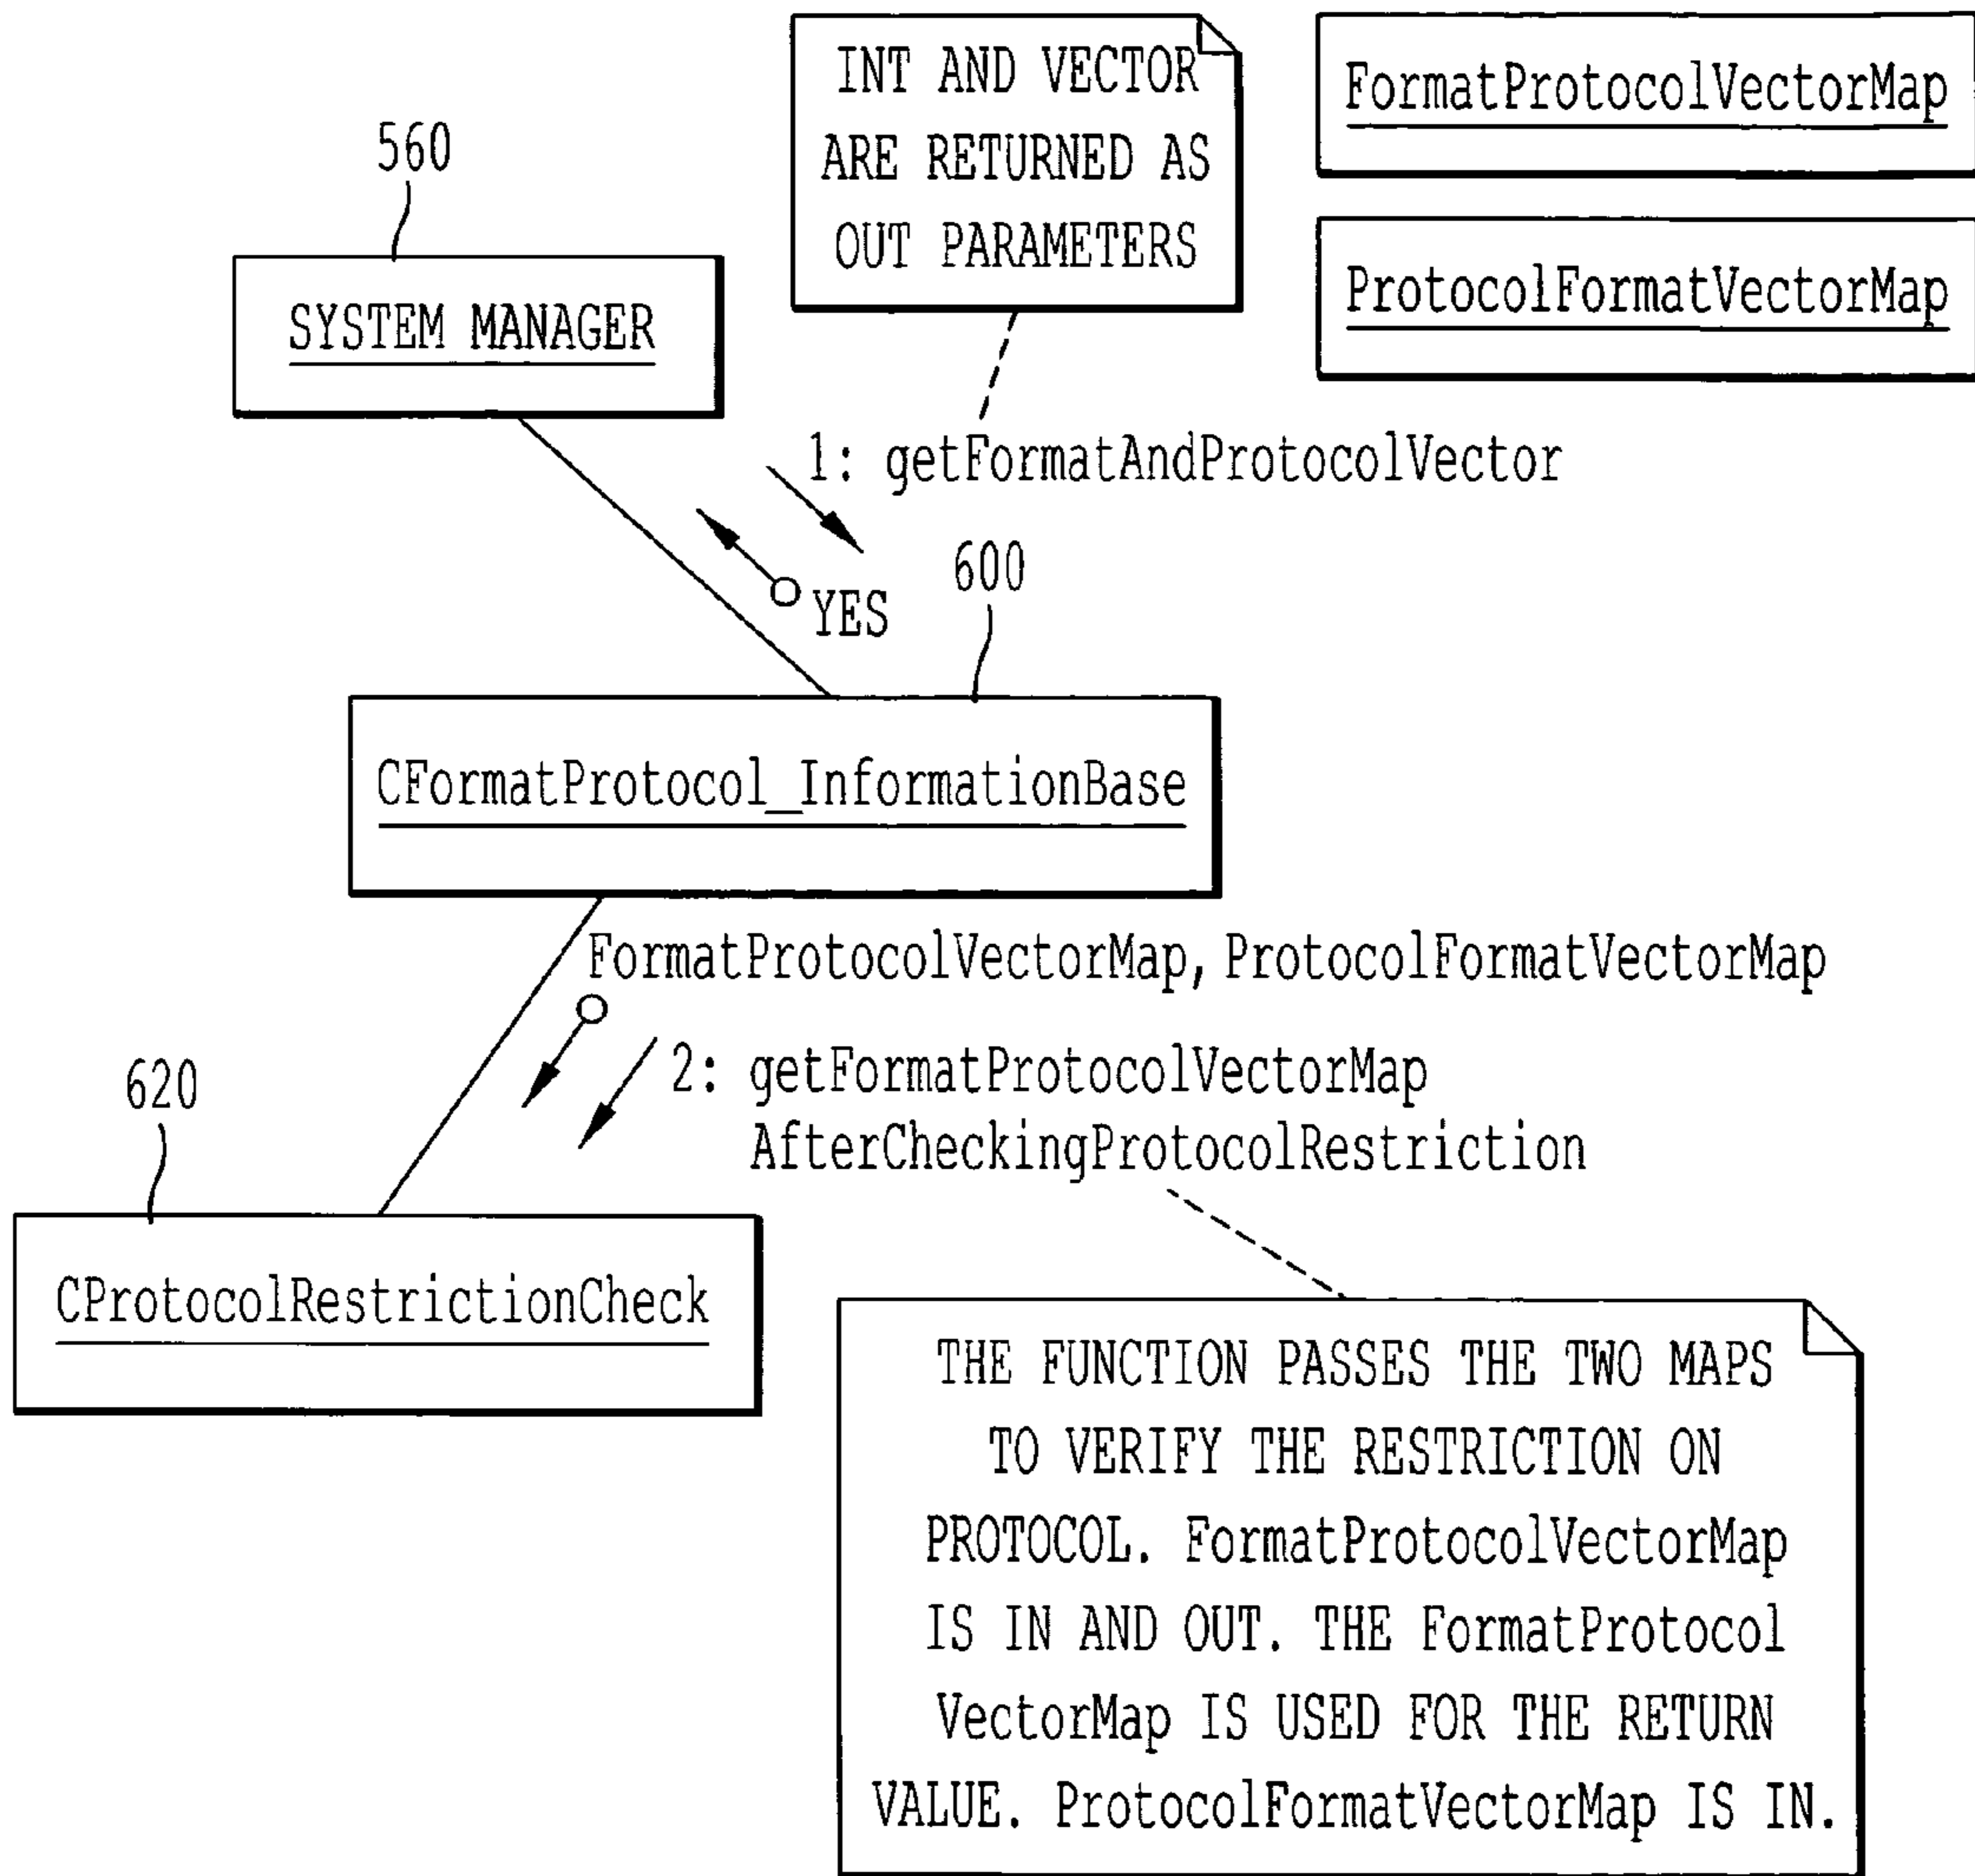 INT AND VECTOR
ARE RETURNED AS
OUT PARAMETERS
FormatProtocolVectorMap
ProtocolFormatVectorMap
560
SYSTEM MANAGER
1: getFormatAndProtocolVector
YES
600
CFormatProtocol_InformationBase
FormatProtocolVectorMap, ProtocolFormatVectorMap
2: getFormatProtocolVectorMap
AfterCheckingProtocolRestriction
620
CProtocolRestrictionCheck
THE FUNCTION PASSES THE TWO MAPS
TO VERIFY THE RESTRICTION ON
PROTOCOL. FormatProtocolVectorMap
IS IN AND OUT. THE FormatProtocol
VectorMap IS USED FOR THE RETURN
VALUE. ProtocolFormatVectorMap IS IN.